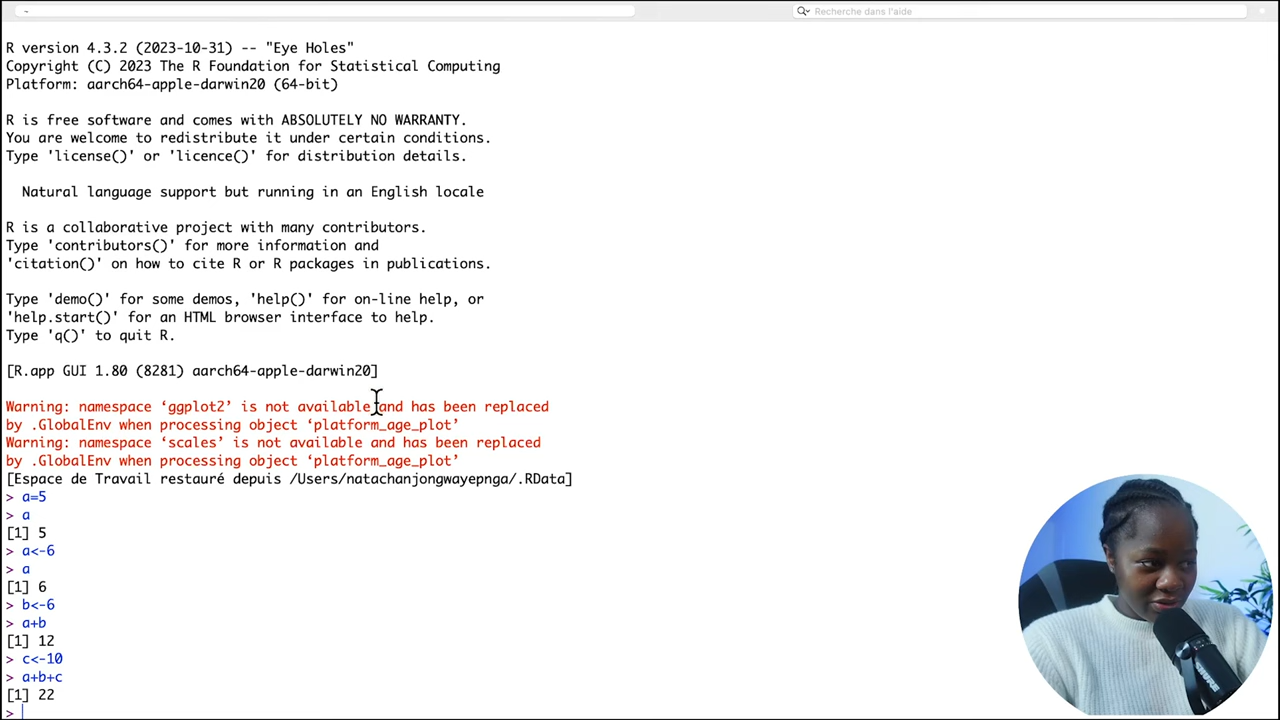 Recherche dans l'aide
R version 4.3.2 (2023-10-31) -- "Eye Holes"
Copyright (C) 2023 The R Foundation for Statistical Computing
Platform: aarch64-apple-darwin20 (64-bit)
R is free software and comes with ABSOLUTELY NO WARRANTY.
You are welcome to redistribute it under certain conditions.
Type 'license()' or 'licence()' for distribution details.
Natural language support but running in an English locale
R is a collaborative project with many contributors.
Type 'contributors()' for more information and
'citation()' on how to cite R or R packages in publications.
Type 'demo()' for some demos, 'help()' for on-line help, or
'help.start()' for an HTML browser interface to help.
Type 'q()' to quit R.
[R.app GUI 1.80 (8281) aarch64-apple-darwin20]
Warning: namespace ‘ggplot2’ is not available and has been replaced
by .GlobalEnv when processing object ‘platform_age_plot’
Warning: namespace ‘scales’ is not available and has been replaced
by .GlobalEnv when processing object ‘platform_age_plot’
[Espace de Travail restauré depuis /Users/natachanjongwayepnga/.RData]
> a=5
> a
[1] 5
> a<-6
> a
[1] 6
> b<-6
> a+b
[1] 12
> c<-10
> a+b+c
[1] 22
>